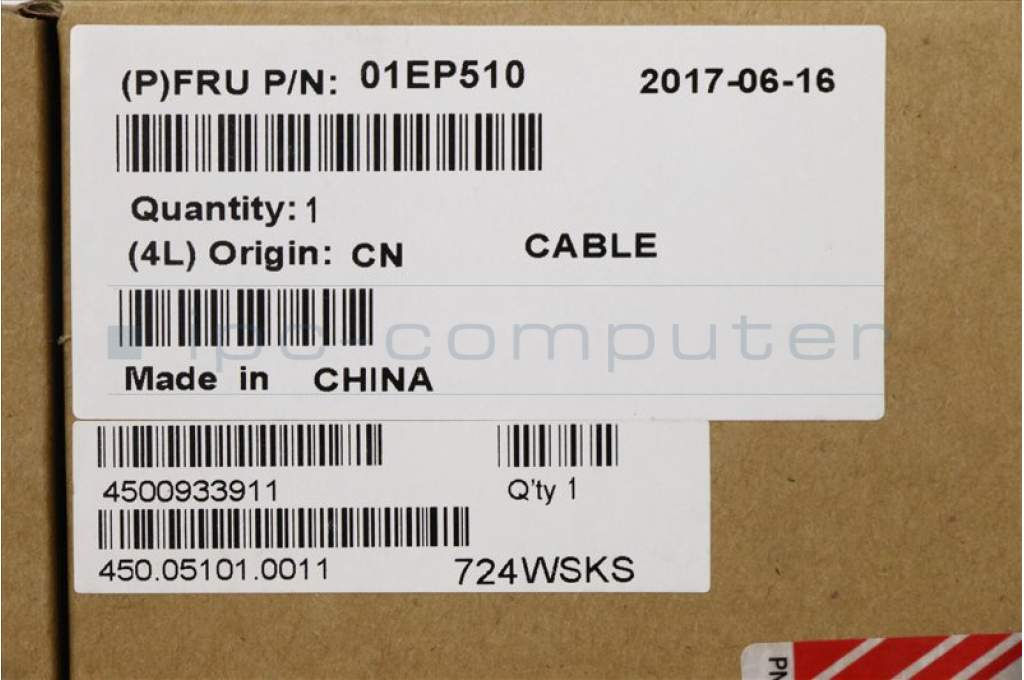 (P)FRU P/N: 01EP510 2017-06-16
Quantity: 1
(4L) Origin: CN CABLE
ipc-computer
Made in CHINA
4500933911 Q'ty 1
450.05101.0011 724WSKS
PN